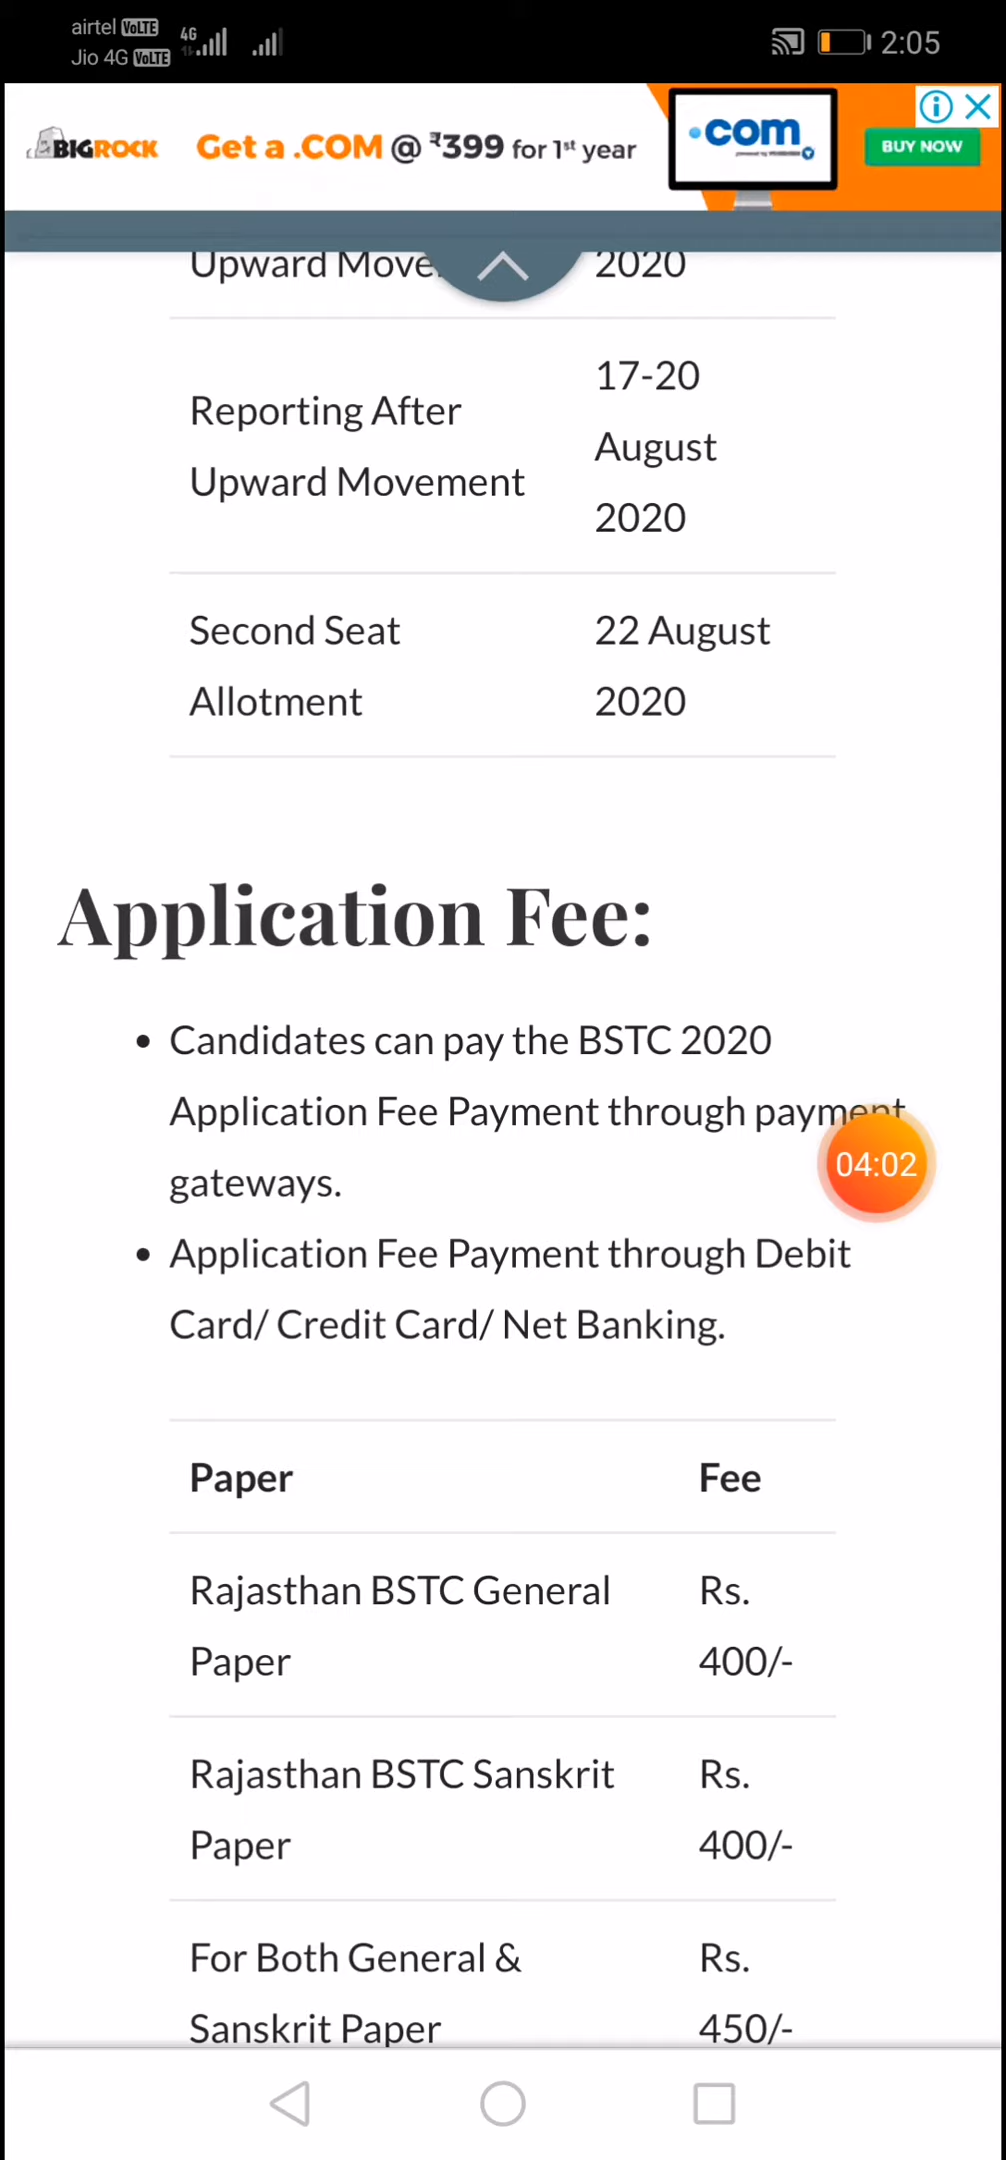 airtel VoLTE 4G 2:05
Jio 4G VoLTE
BIGROCK Get a .COM @ ₹399 for 1st year .com BUY NOW
Upward Move 2020
17-20
Reporting After August
Upward Movement 2020
Second Seat 22 August
Allotment 2020
Application Fee:
• Candidates can pay the BSTC 2020
Application Fee Payment through payment
gateways.
04:02
• Application Fee Payment through Debit
Card/ Credit Card/ Net Banking.
Paper Fee
Rajasthan BSTC General Rs.
Paper 400/-
Rajasthan BSTC Sanskrit Rs.
Paper 400/-
For Both General & Rs.
Sanskrit Paper 450/-